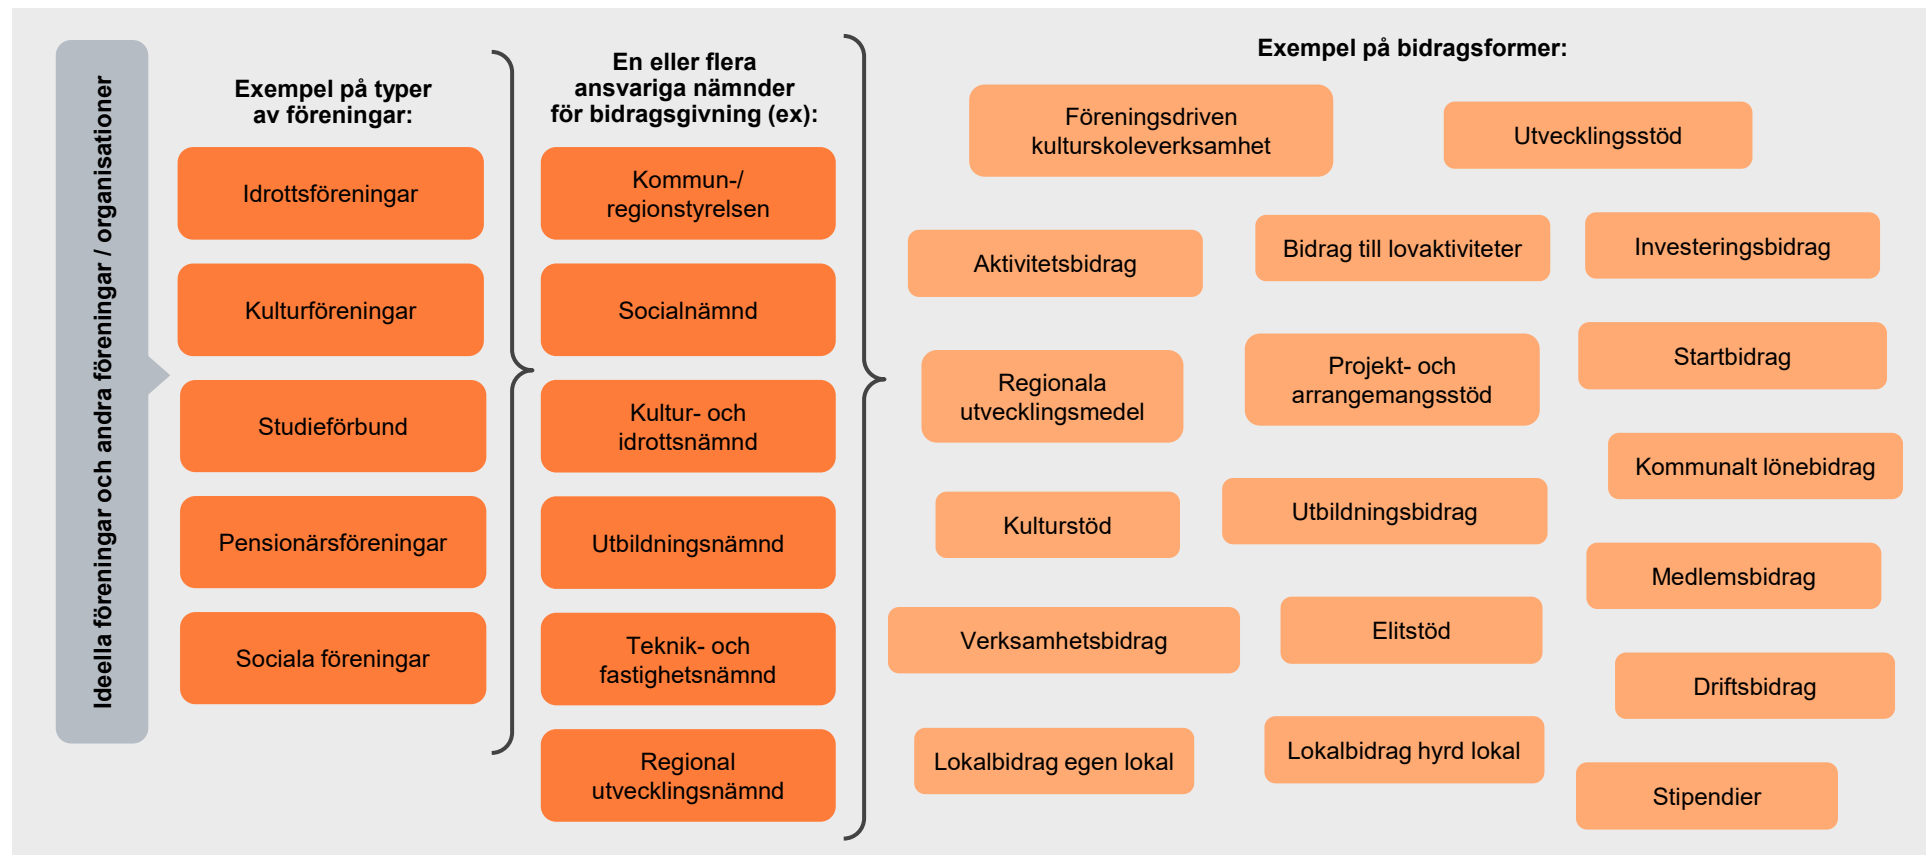 Ideella föreningar och andra föreningar / organisationer
Exempel på typer
av föreningar:
Idrottsföreningar
Kulturföreningar
Studieförbund
Pensionärsföreningar
Sociala föreningar
En eller flera
ansvariga nämnder
för bidragsgivning (ex):
Kommun-/
regionstyrelsen
Socialnämnd
Kultur- och
idrottsnämnd
Utbildningsnämnd
Teknik- och
fastighetsnämnd
Regional
utvecklingsnämnd
Exempel på bidragsformer:
Föreningsdriven
kulturskoleverksamhet
Utvecklingsstöd
Aktivitetsbidrag
Bidrag till lovaktiviteter
Investeringsbidrag
Regionala
utvecklingsmedel
Projekt- och
arrangemangsstöd
Startbidrag
Kommunalt lönebidrag
Kulturstöd
Utbildningsbidrag
Medlemsbidrag
Verksamhetsbidrag
Elitstöd
Driftsbidrag
Lokalbidrag egen lokal
Lokalbidrag hyrd lokal
Stipendier